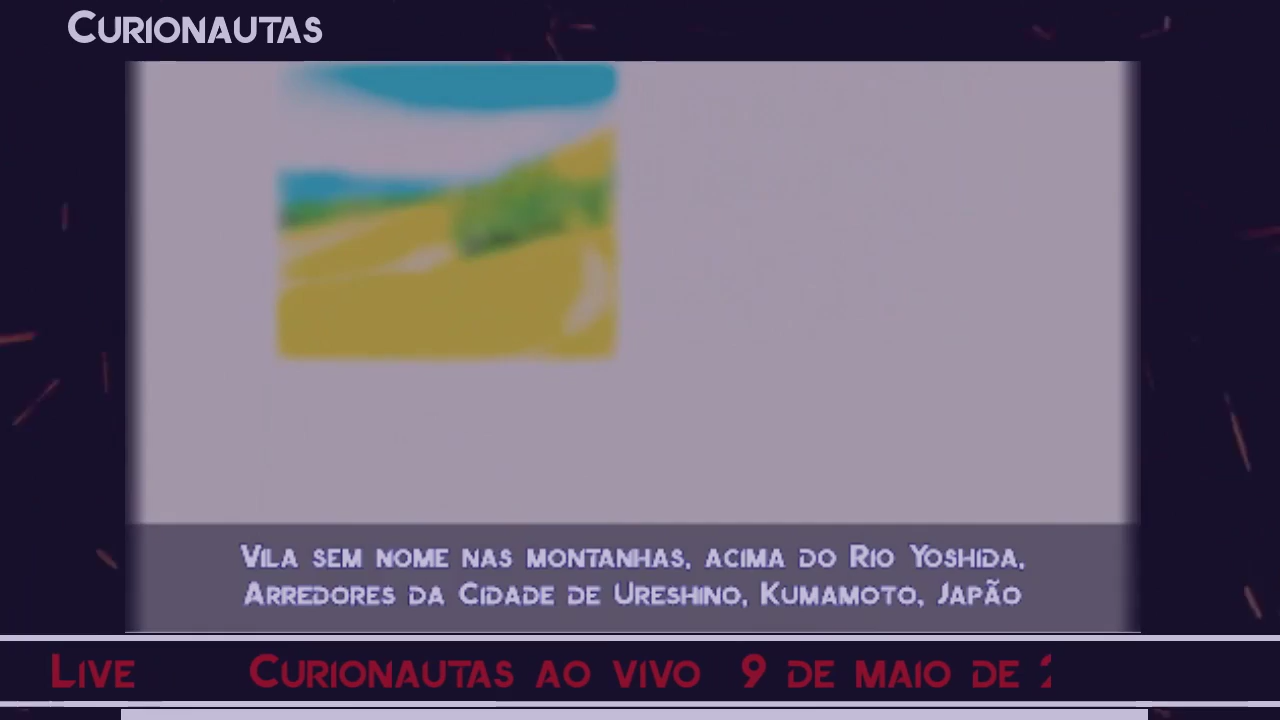 Curionautas
Vila sem nome nas montanhas, acima do Rio Yoshida,
Arredores da Cidade de Ureshino, Kumamoto, Japão
Live Curionautas ao vivo 9 de maio de